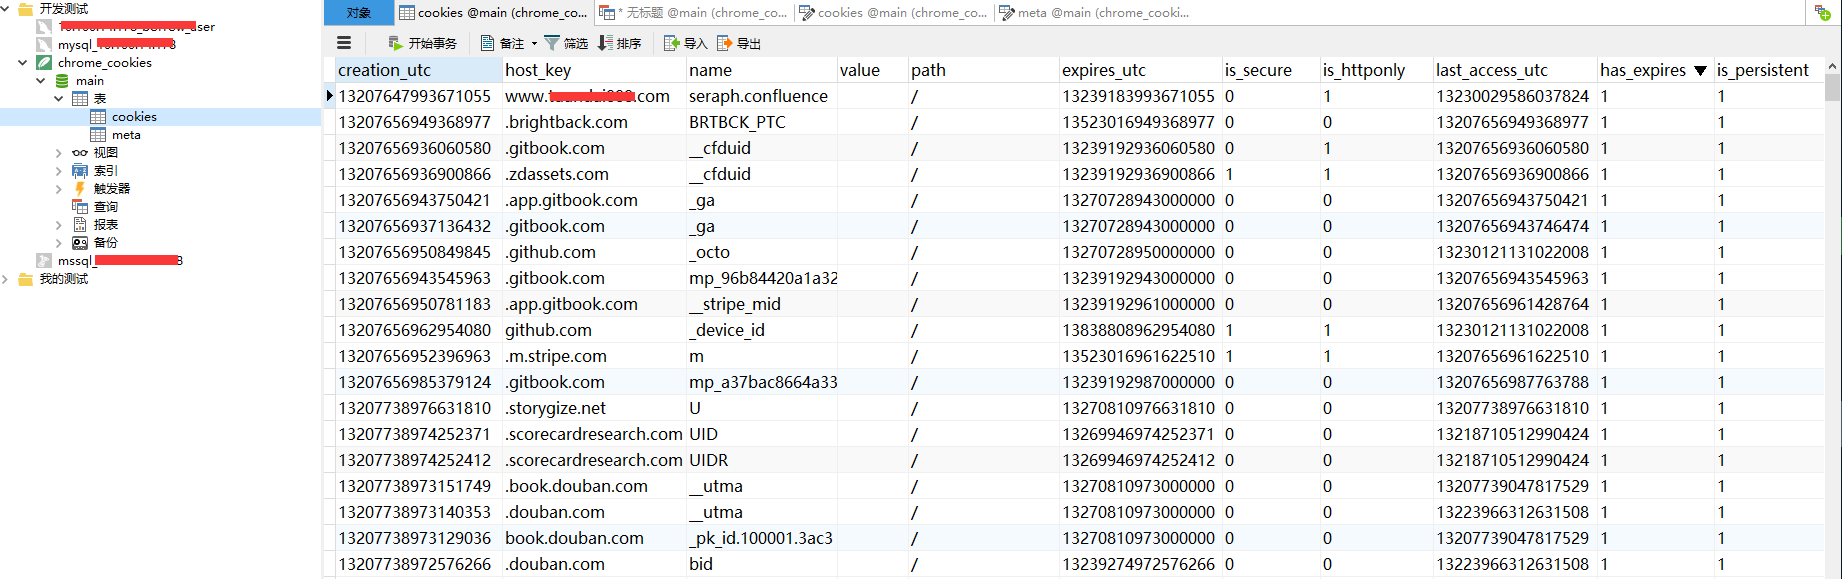 开发测试
mysql_
chrome_cookies
main
表
cookies
meta
视图
索引
触发器
查询
报表
备份
mssql_
我的测试
对象 cookies @main (chrome_co... * 无标题 @main (chrome_co... cookies @main (chrome_co... meta @main (chrome_cooki...
开始事务 备注 筛选 排序 导入 导出
creation_utc host_key name value path expires_utc is_secure is_httponly last_access_utc has_expires is_persistent
13207647993671055 www. .com seraph.confluence / 13239183993671055 0 1 13230029586037824 1 1
13207656949368977 .brightback.com BRTBCK_PTC / 13523016949368977 0 0 13207656949368977 1 1
13207656936060580 .gitbook.com __cfduid / 13239192936060580 0 1 13207656936060580 1 1
13207656936900866 .zdassets.com __cfduid / 13239192936900866 1 1 13207656936900866 1 1
13207656943750421 .app.gitbook.com _ga / 13270728943000000 0 0 13207656943750421 1 1
13207656937136432 .gitbook.com _ga / 13270728943000000 0 0 13207656943746474 1 1
13207656950849845 .github.com _octo / 13270728950000000 0 0 13230121131022008 1 1
13207656943545963 .gitbook.com mp_96b84420a1a32 / 13239192943000000 0 0 13207656943545963 1 1
13207656950781183 .app.gitbook.com __stripe_mid / 13239192961000000 0 0 13207656961428764 1 1
13207656962954080 github.com _device_id / 13838808962954080 1 1 13230121131022008 1 1
13207656952396963 .m.stripe.com m / 13523016961622510 1 1 13207656961622510 1 1
13207656985379124 .gitbook.com mp_a37bac8664a33 / 13239192987000000 0 0 13207656987763788 1 1
13207738976631810 .storygize.net U / 13270810976631810 0 0 13207738976631810 1 1
13207738974252371 .scorecardresearch.com UID / 13269946974252371 0 0 13218710512990424 1 1
13207738974252412 .scorecardresearch.com UIDR / 13269946974252412 0 0 13218710512990424 1 1
13207738973151749 .book.douban.com __utma / 13270810973000000 0 0 13207739047817529 1 1
13207738973140353 .douban.com __utma / 13270810973000000 0 0 13223966312631508 1 1
13207738973129036 book.douban.com _pk_id.100001.3ac3 / 13270810973000000 0 0 13207739047817529 1 1
13207738972576266 .douban.com bid / 13239274972576266 0 0 13223966312631508 1 1